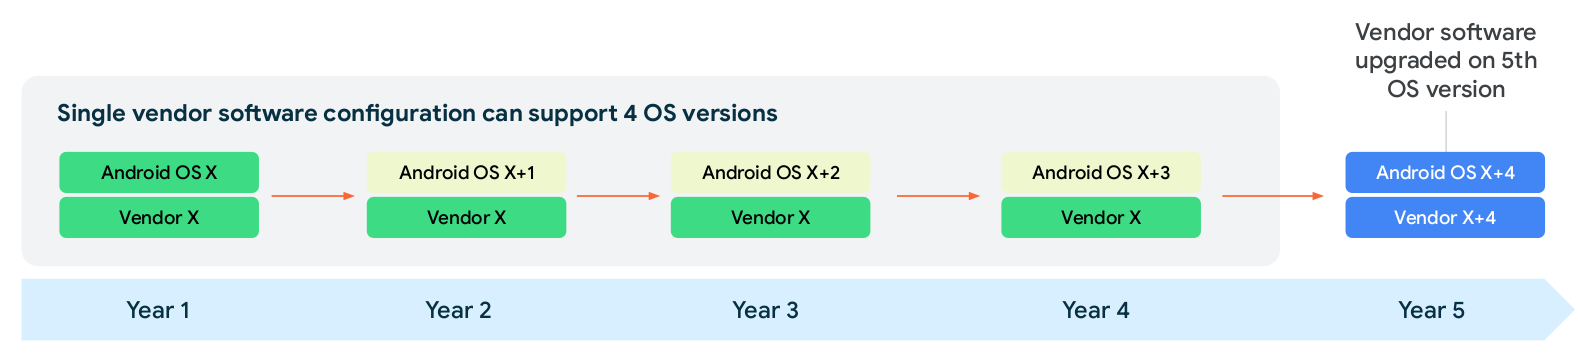 Vendor software
upgraded on 5th
OS version
Single vendor software configuration can support 4 OS versions
Android OS X
Vendor X
Android OS X+1
Vendor X
Android OS X+2
Vendor X
Android OS X+3
Vendor X
Android OS X+4
Vendor X+4
Year 1
Year 2
Year 3
Year 4
Year 5